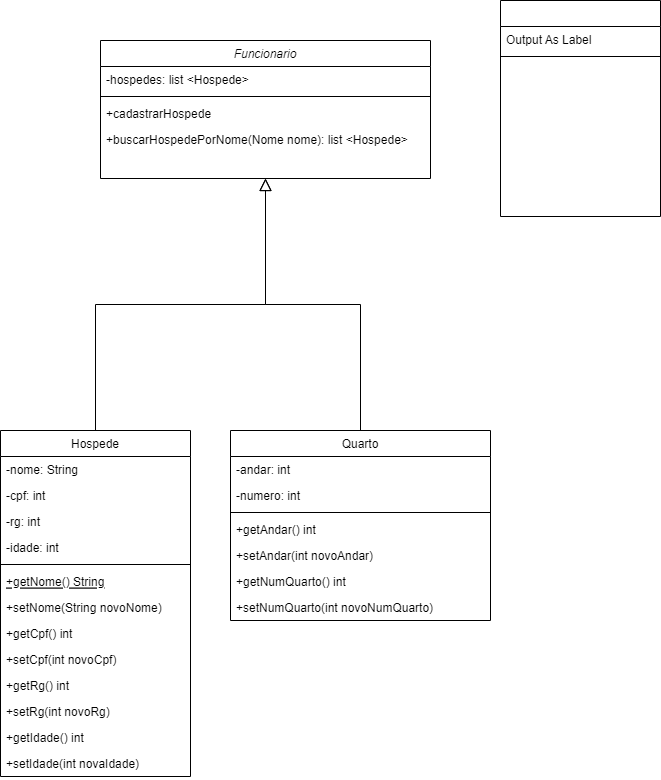 Funcionario
-hospedes: list <Hospede>
+cadastrarHospede
+buscarHospedePorNome(Nome nome): list <Hospede>
Output As Label
Hospede
-nome: String
-cpf: int
-rg: int
-idade: int
+getNome() String
+setNome(String novoNome)
+getCpf() int
+setCpf(int novoCpf)
+getRg() int
+setRg(int novoRg)
+getIdade() int
+setIdade(int novaIdade)
Quarto
-andar: int
-numero: int
+getAndar() int
+setAndar(int novoAndar)
+getNumQuarto() int
+setNumQuarto(int novoNumQuarto)